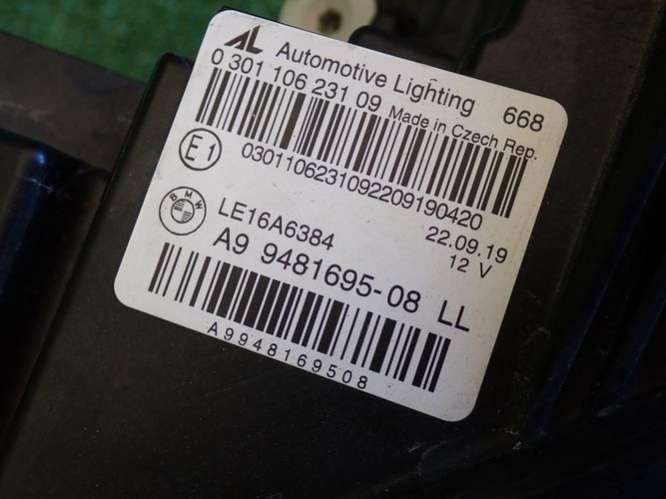 AL Automotive Lighting 668
0 301 106 231 09 Made in Czech Rep.
E1
0301106231092209190420
BMW
LE16A6384 22.09.19
12 V
A9 9481695-08 LL
A9948169508